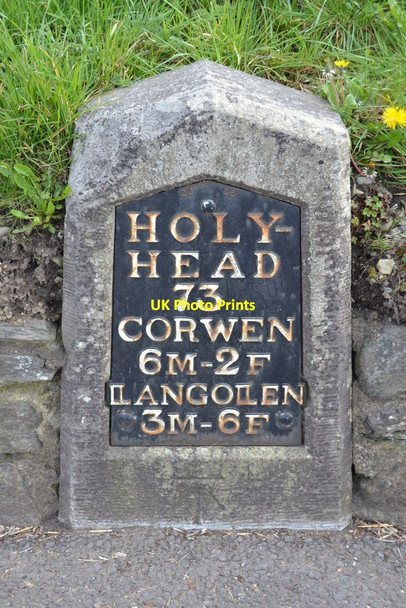 HOLY-
HEAD
73
UK Photo Prints
CORWEN
6M-2F
LLANGOLLEN
3M-6F